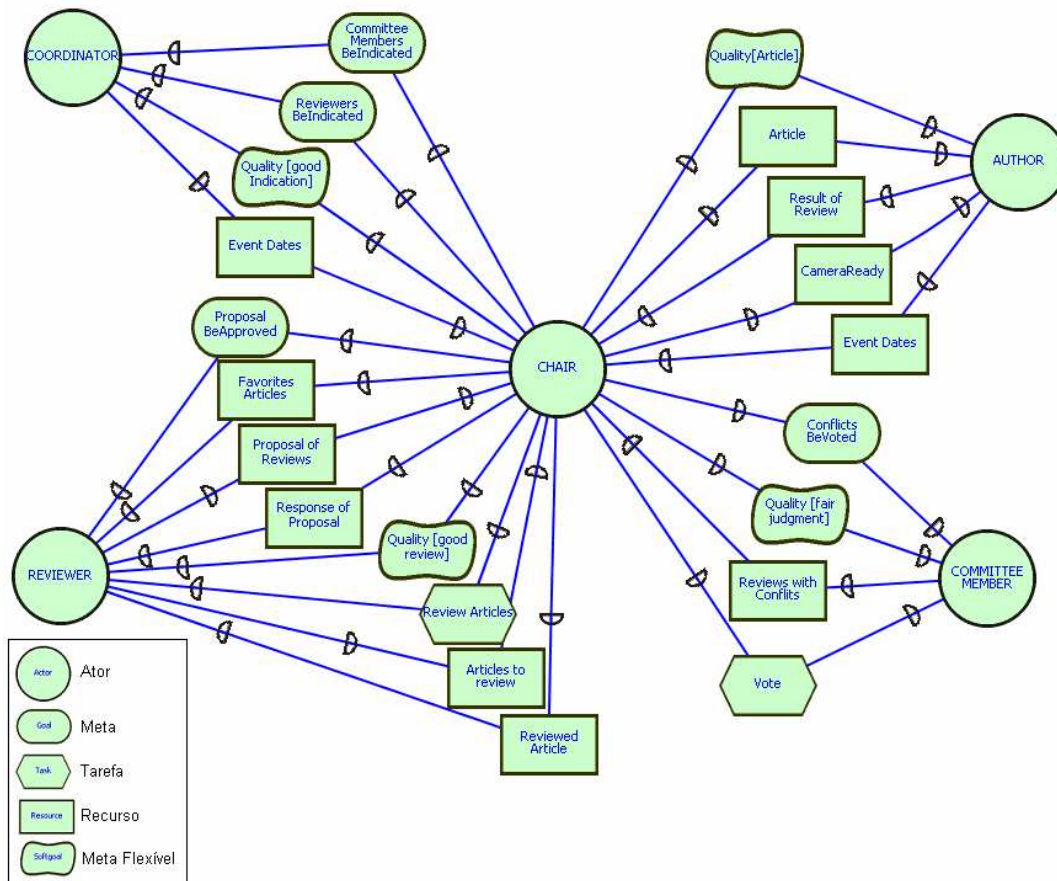 COORDINATOR
Committee
Members
BeIndicated
Reviewers
BeIndicated
Quality [good
Indication]
Event Dates
Quality[Article]
Article
AUTHOR
Result of
Review
CameraReady
Event Dates
CHAIR
Proposal
BeApproved
Favorites
Articles
Proposal of
Reviews
Response of
Proposal
Quality [good
review]
REVIEWER
Review Articles
Articles to
review
Reviewed
Article
Conflicts
BeVoted
Quality [fair
judgment]
COMMITTEE
MEMBER
Reviews with
Conflits
Vote
Actor
Ator
Goal
Meta
Task
Tarefa
Resource
Recurso
Softgoal
Meta Flexível